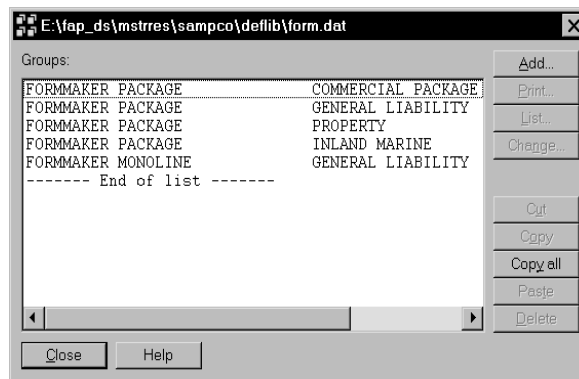 E:\fap_ds\mstrres\sampco\deflib\form.dat
Groups:
FORMMAKER PACKAGE COMMERCIAL PACKAGE
FORMMAKER PACKAGE GENERAL LIABILITY
FORMMAKER PACKAGE PROPERTY
FORMMAKER PACKAGE INLAND MARINE
FORMMAKER MONOLINE GENERAL LIABILITY
------- End of list -------
Add...
Print...
List...
Change...
Cut
Copy
Copy all
Paste
Delete
Close Help